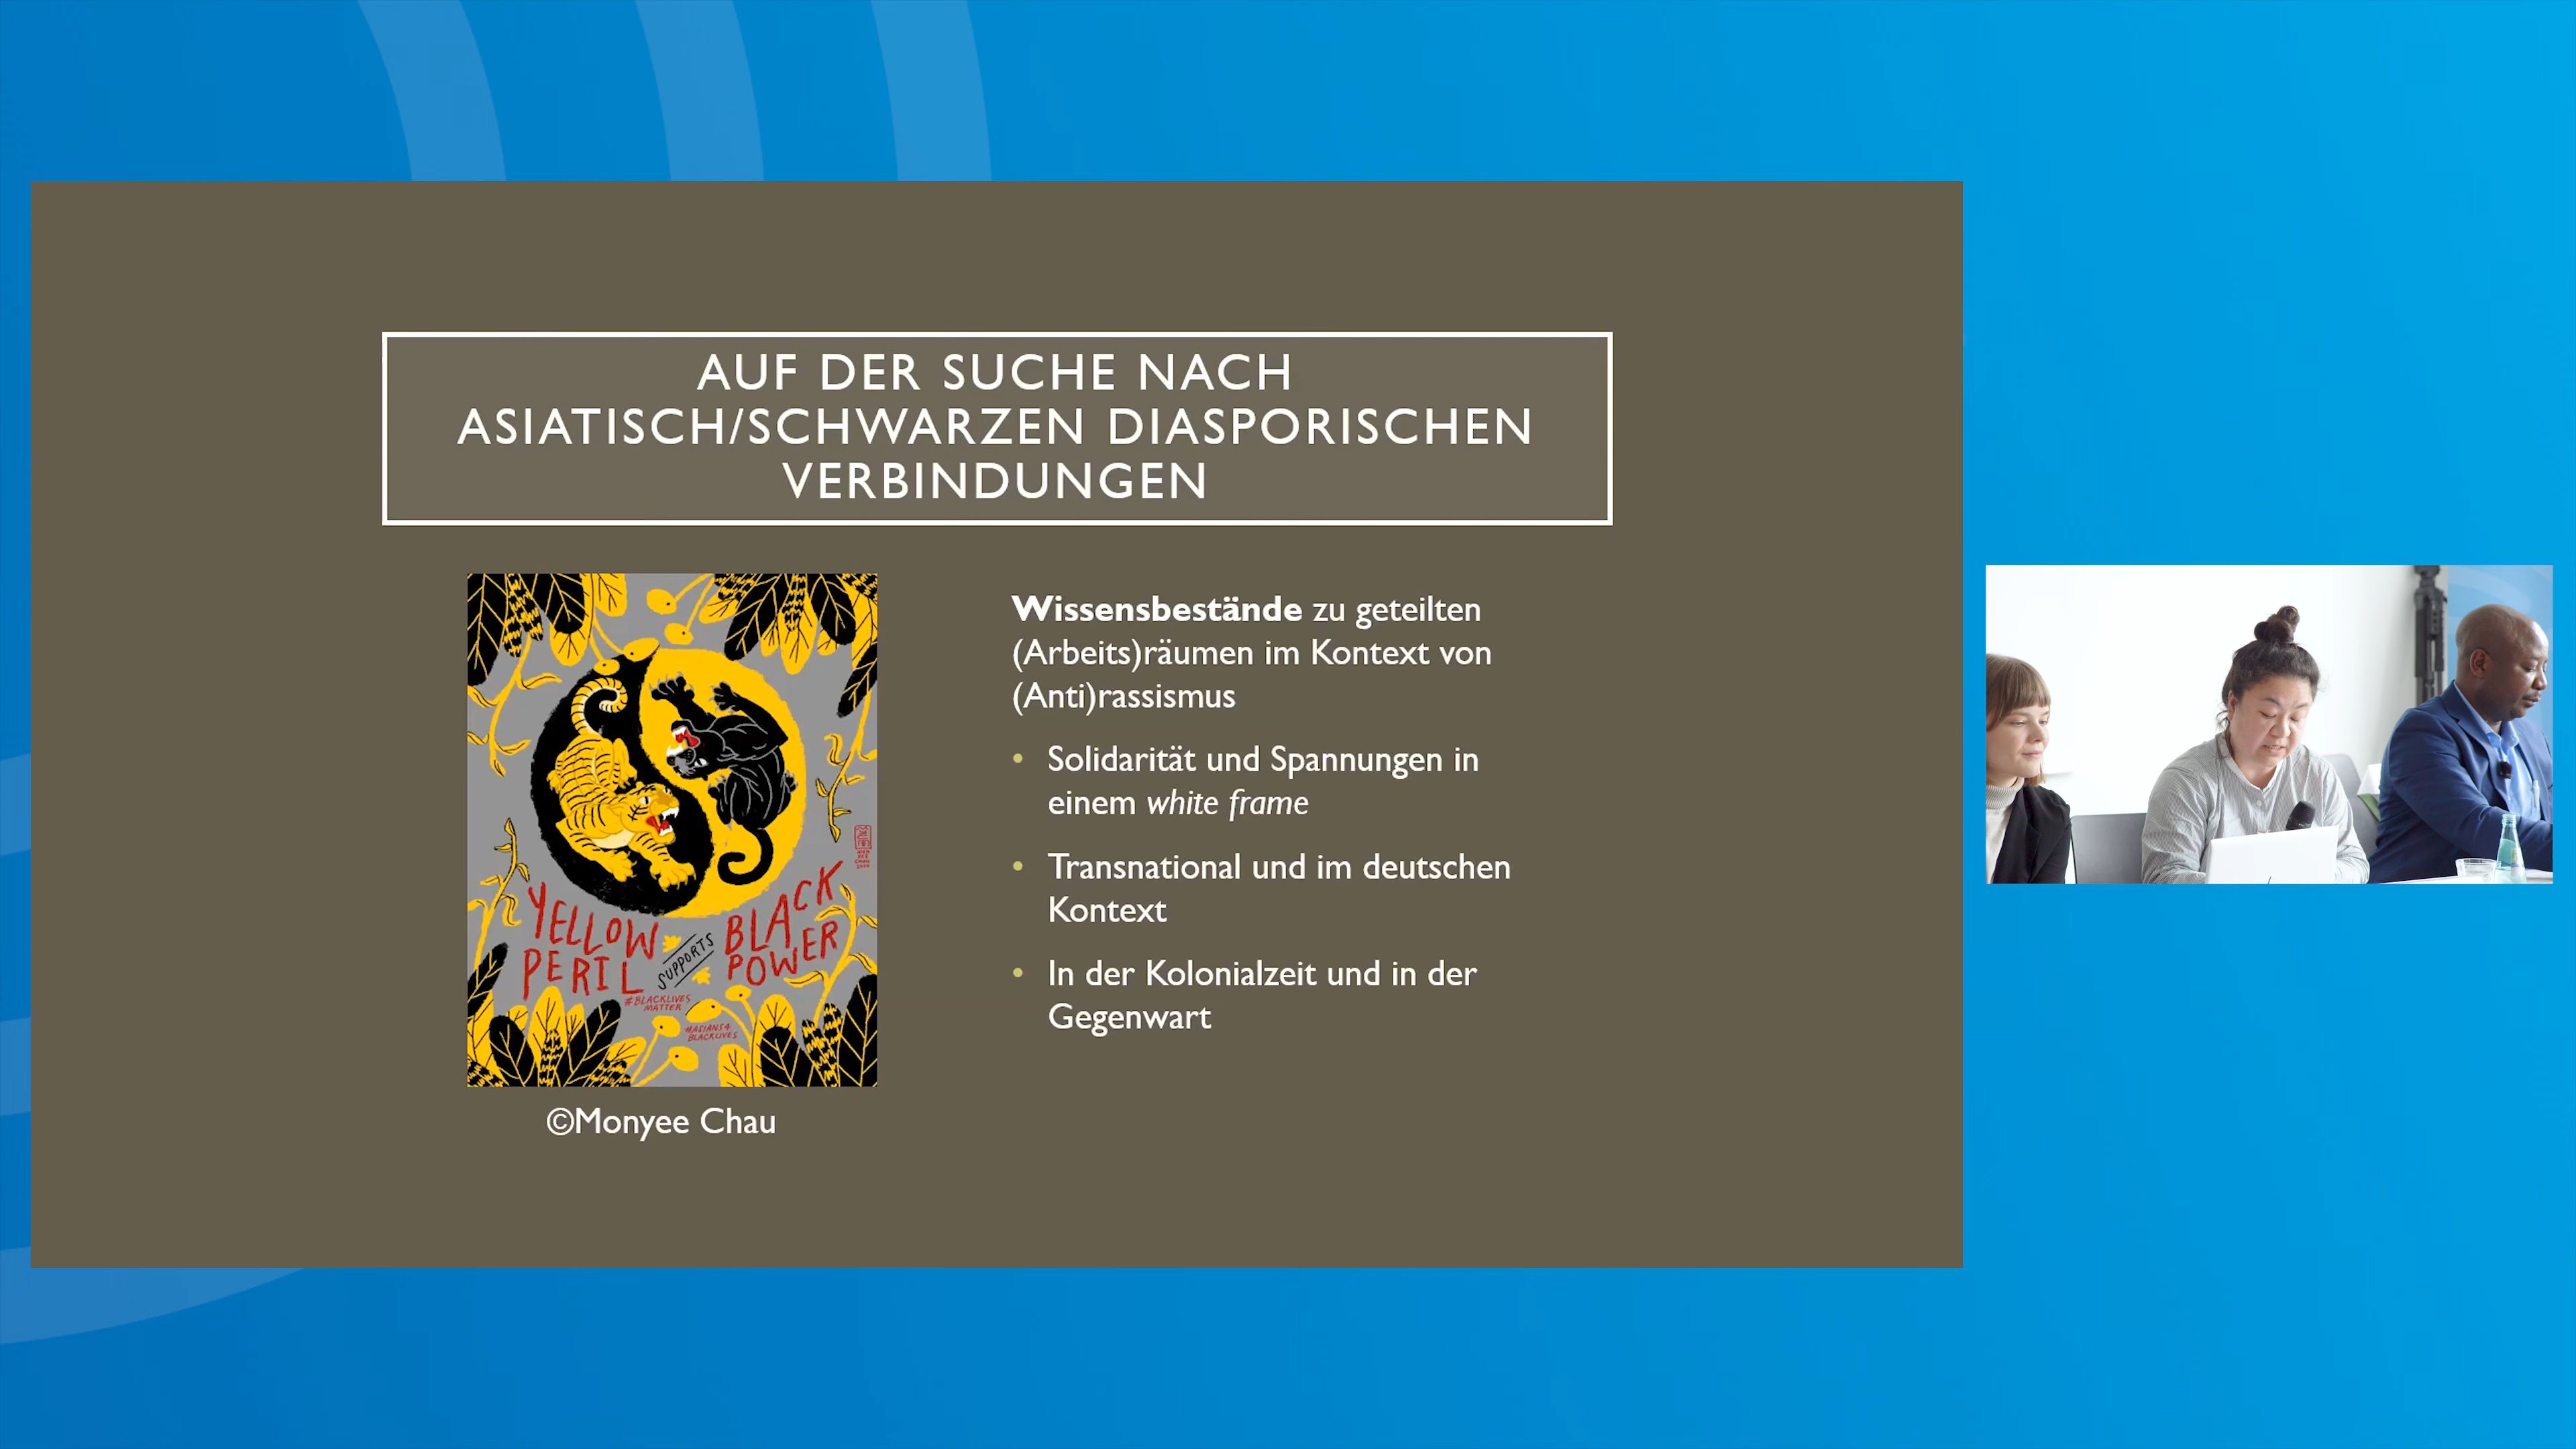 AUF DER SUCHE NACH
ASIATISCH/SCHWARZEN DIASPORISCHEN
VERBINDUNGEN
YELLOW
PERIL
SUPPORTS
BLACK
POWER
#BLACKLIVES
MATTER
#ASIANS4
BLACKLIVES
©Monyee Chau
Wissensbestände zu geteilten
(Arbeits)räumen im Kontext von
(Anti)rassismus
• Solidarität und Spannungen in
einem white frame
• Transnational und im deutschen
Kontext
• In der Kolonialzeit und in der
Gegenwart